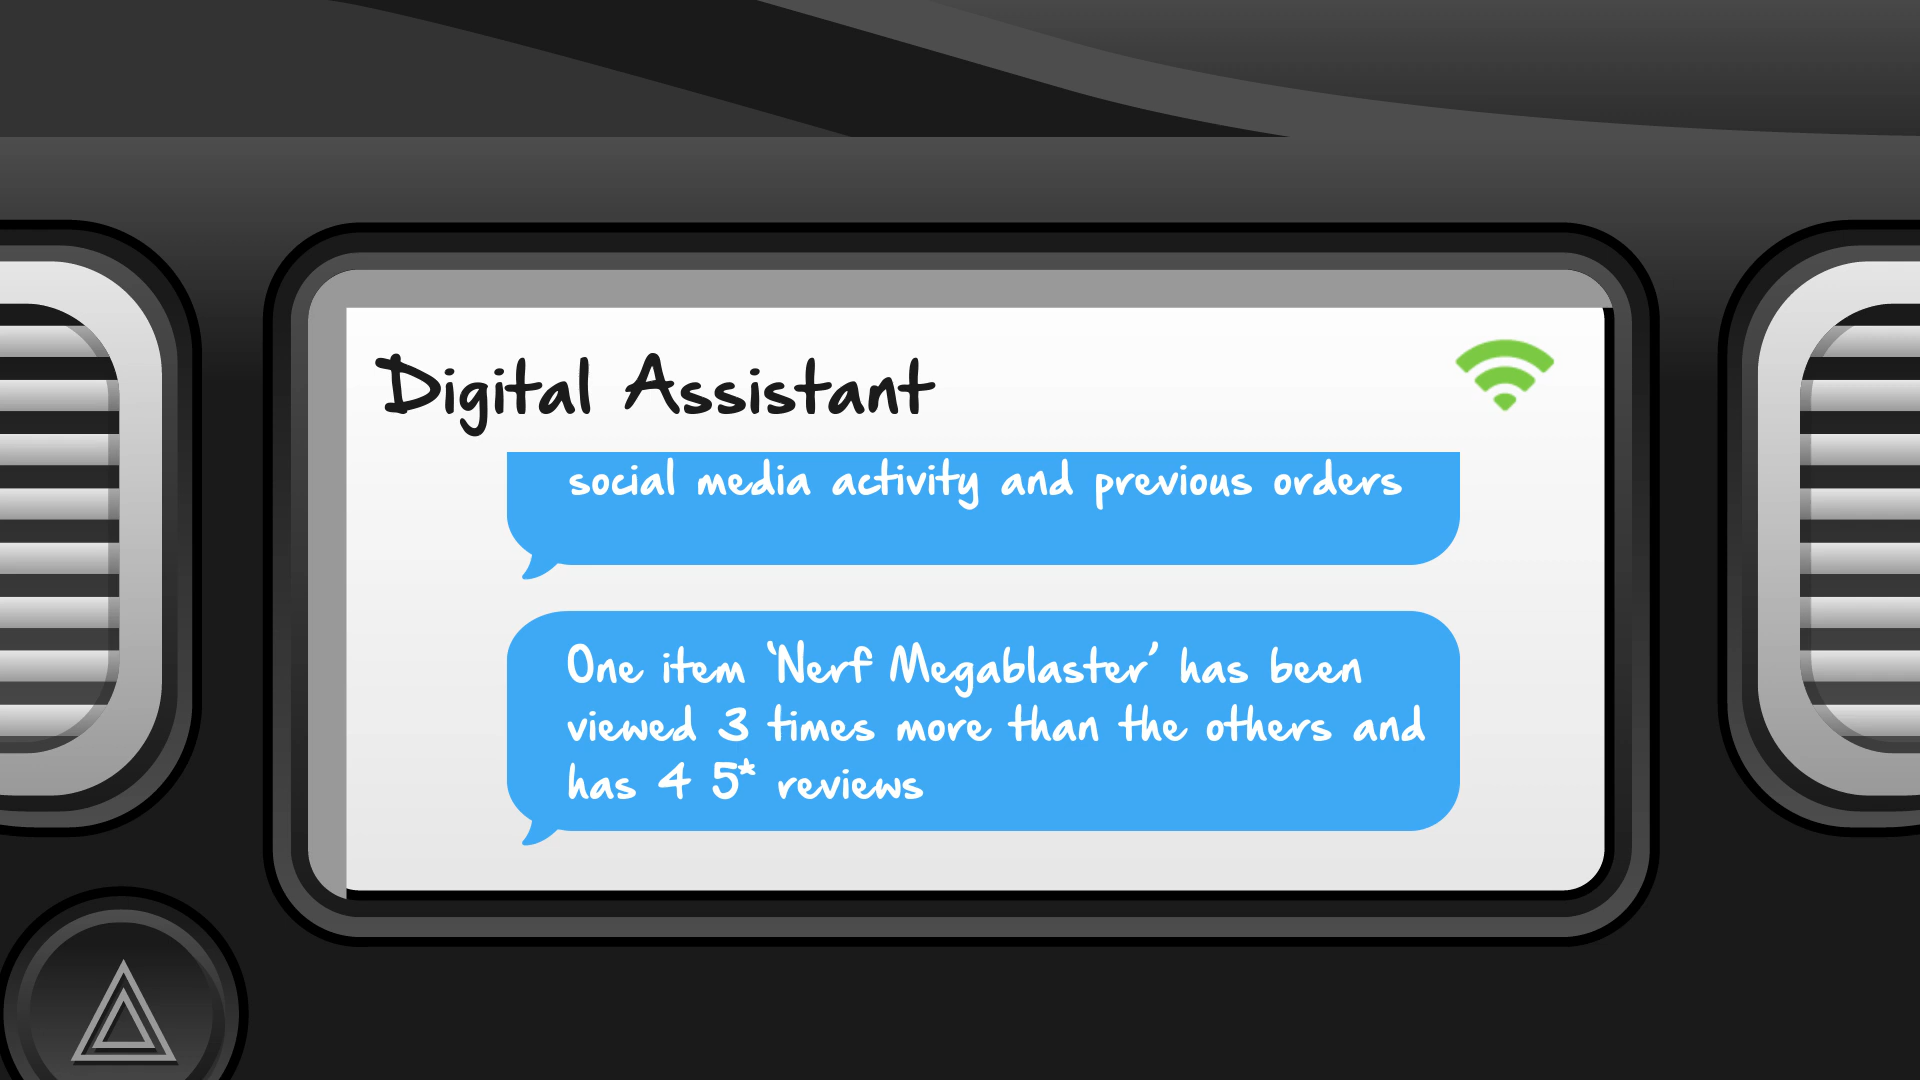 Digital Assistant
social media activity and previous orders
One item ‘Nerf Megablaster’ has been
viewed 3 times more than the others and
has 4 5* reviews